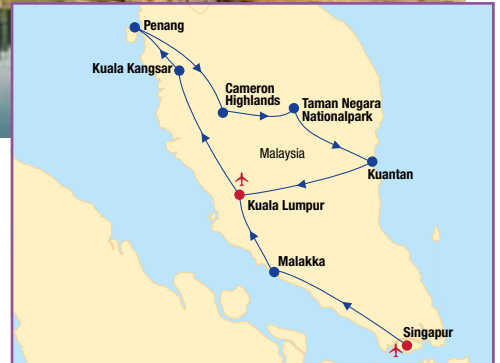 Penang
Kuala Kangsar
Cameron
Highlands
Taman Negara
Nationalpark
Malaysia
Kuantan
Kuala Lumpur
Malakka
Singapur